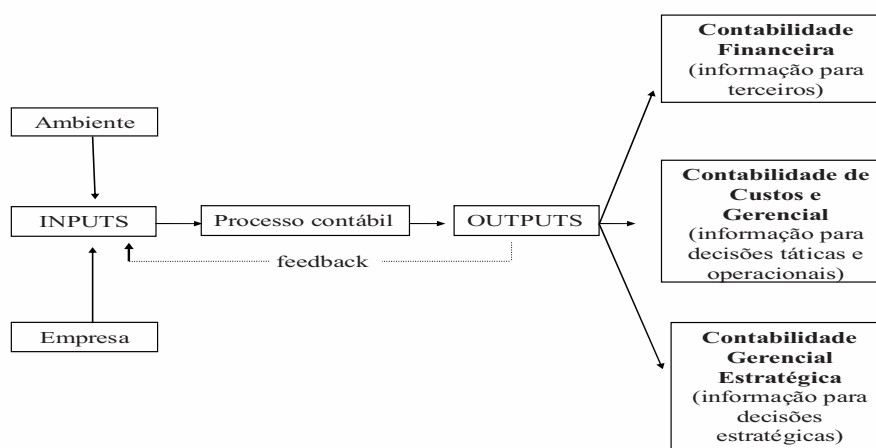 Ambiente
INPUTS
Empresa
Processo contábil
feedback
OUTPUTS
Contabilidade
Financeira
(informação para
terceiros)
Contabilidade de
Custos e
Gerencial
(informação para
decisões táticas e
operacionais)
Contabilidade
Gerencial
Estratégica
(informação para
decisões
estratégicas)